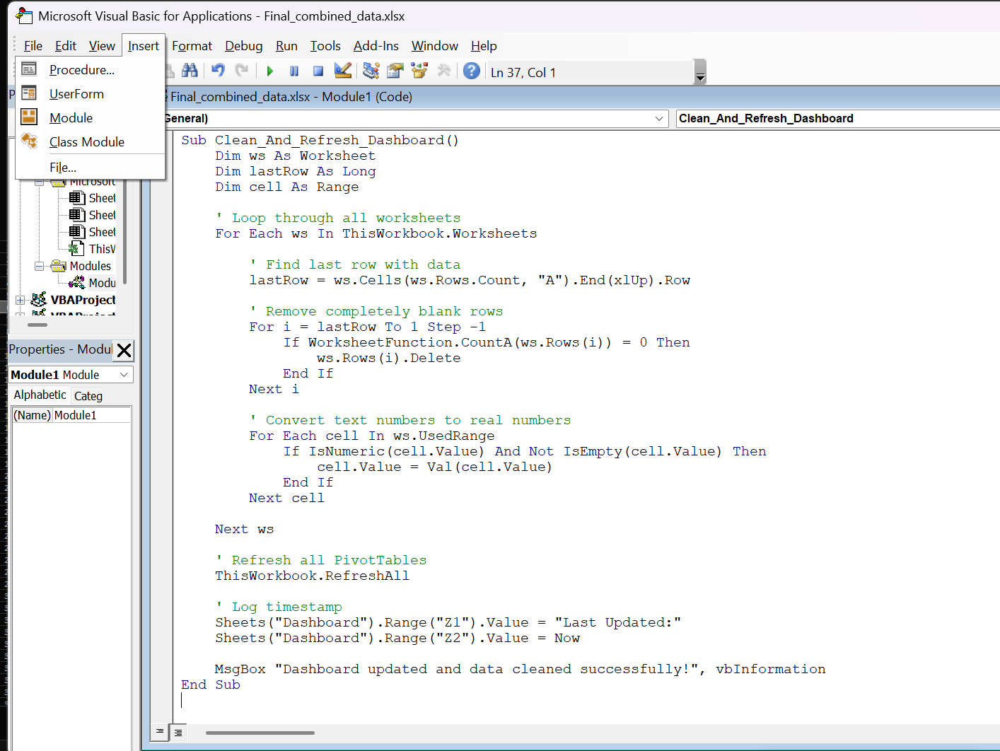 Microsoft Visual Basic for Applications - Final_combined_data.xlsx
File Edit View Insert Format Debug Run Tools Add-Ins Window Help
Procedure...
UserForm
Module
Class Module
File...
Ln 37, Col 1
P
Final_combined_data.xlsx - Module1 (Code)
General)
Clean_And_Refresh_Dashboard
Microsoft
Sheet
Sheet
Sheet
ThisW
Modules
Modu
VBAProject
VBAProject
Properties - Modul
Module1 Module
Alphabetic Categ
(Name) Module1
Sub Clean_And_Refresh_Dashboard()
    Dim ws As Worksheet
    Dim lastRow As Long
    Dim cell As Range
    ' Loop through all worksheets
    For Each ws In ThisWorkbook.Worksheets
        ' Find last row with data
        lastRow = ws.Cells(ws.Rows.Count, "A").End(xlUp).Row
        ' Remove completely blank rows
        For i = lastRow To 1 Step -1
            If WorksheetFunction.CountA(ws.Rows(i)) = 0 Then
                ws.Rows(i).Delete
            End If
        Next i
        ' Convert text numbers to real numbers
        For Each cell In ws.UsedRange
            If IsNumeric(cell.Value) And Not IsEmpty(cell.Value) Then
                cell.Value = Val(cell.Value)
            End If
        Next cell
    Next ws
    ' Refresh all PivotTables
    ThisWorkbook.RefreshAll
    ' Log timestamp
    Sheets("Dashboard").Range("Z1").Value = "Last Updated:"
    Sheets("Dashboard").Range("Z2").Value = Now
    MsgBox "Dashboard updated and data cleaned successfully!", vbInformation
End Sub